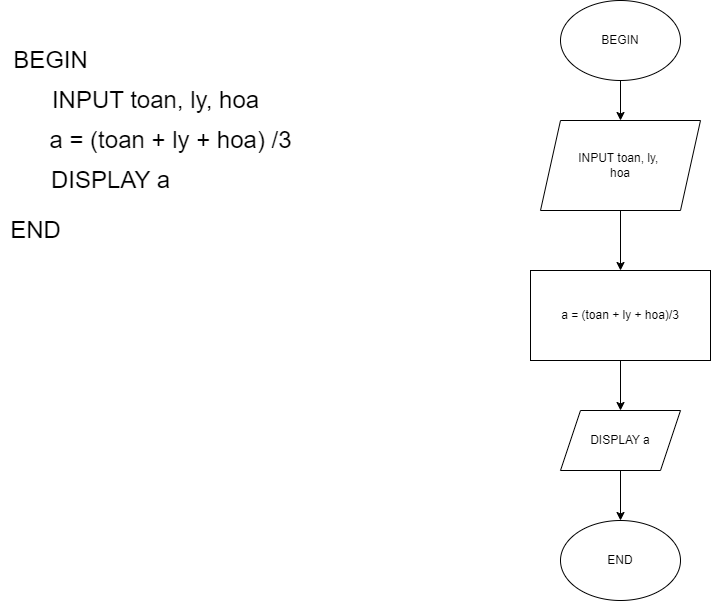 BEGIN
INPUT toan, ly, hoa
a = (toan + ly + hoa) /3
DISPLAY a
END
BEGIN
INPUT toan, ly,
hoa
a = (toan + ly + hoa)/3
DISPLAY a
END